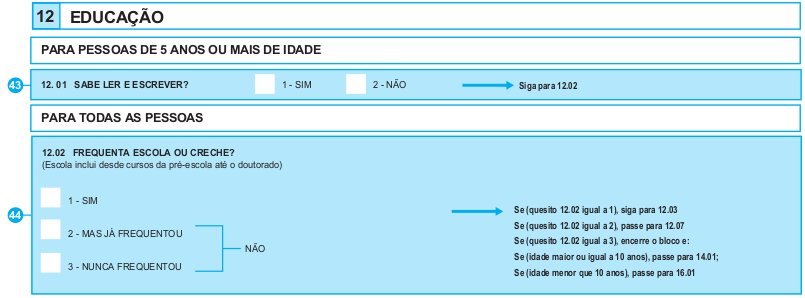 12 EDUCAÇÃO
PARA PESSOAS DE 5 ANOS OU MAIS DE IDADE
43 12. 01 SABE LER E ESCREVER? 1 - SIM 2 - NÃO Siga para 12.02
PARA TODAS AS PESSOAS
12.02 FREQUENTA ESCOLA OU CRECHE?
(Escola inclui desde cursos da pré-escola até o doutorado)
44
1 - SIM
2 - MAS JÁ FREQUENTOU
3 - NUNCA FREQUENTOU
NÃO
Se (quesito 12.02 igual a 1), siga para 12.03
Se (quesito 12.02 igual a 2), passe para 12.07
Se (quesito 12.02 igual a 3), encerre o bloco e:
Se (idade maior ou igual a 10 anos), passe para 14.01;
Se (idade menor que 10 anos), passe para 16.01